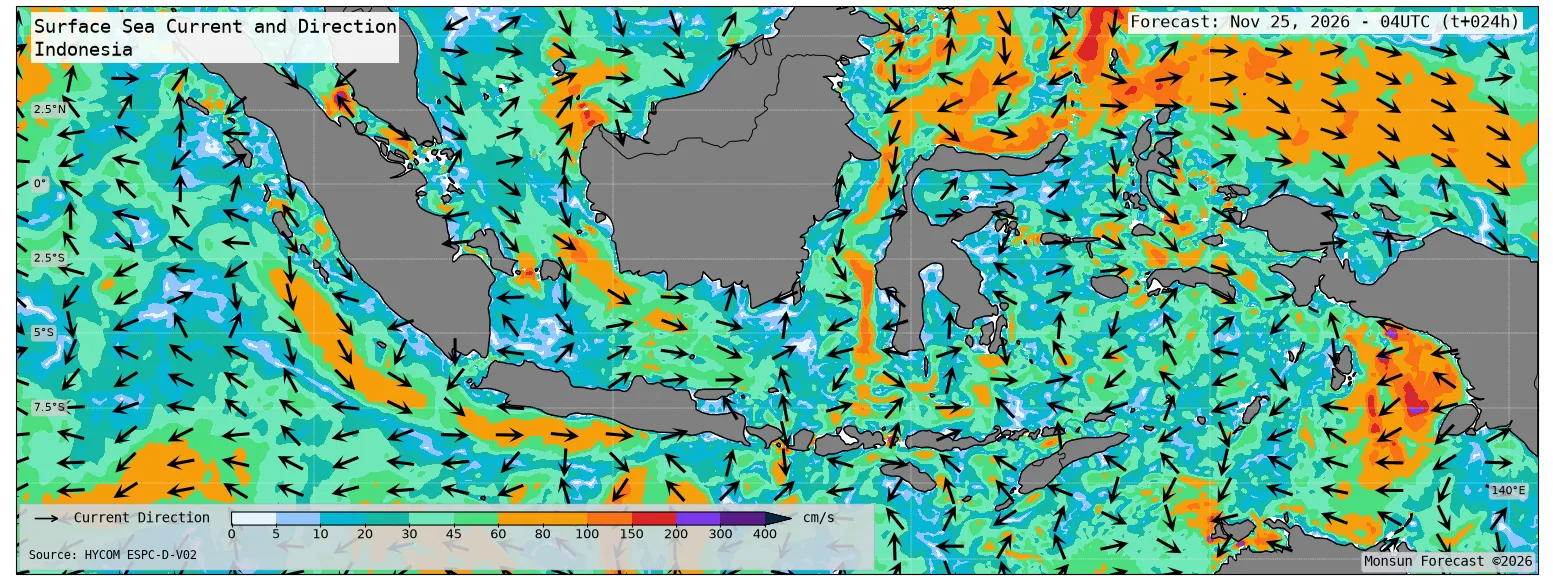 Surface Sea Current and Direction
Indonesia
Forecast: Nov 25, 2026 - 04UTC (t+024h)
2.5°N
0°
2.5°S
5°S
7.5°S
140°E
Current Direction
0 5 10 20 30 45 60 80 100 150 200 300 400 cm/s
Source: HYCOM ESPC-D-V02
Monsun Forecast ©2026